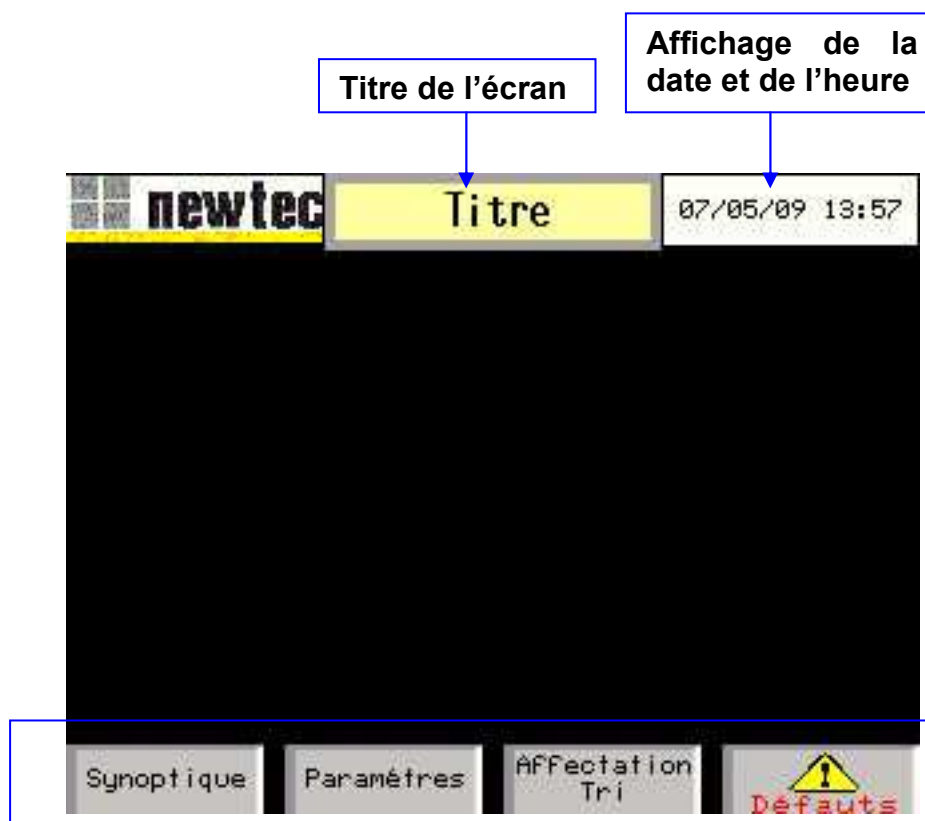 Affichage de la
date et de l'heure
Titre de l'écran
newtec
Titre
07/05/09 13:57
Synoptique
Paramétres
Affectation
Tri
Défauts